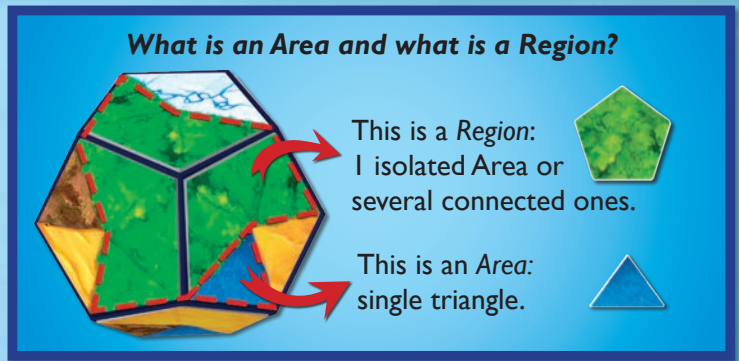 What is an Area and what is a Region?
This is a Region:
1 isolated Area or
several connected ones.
This is an Area:
single triangle.